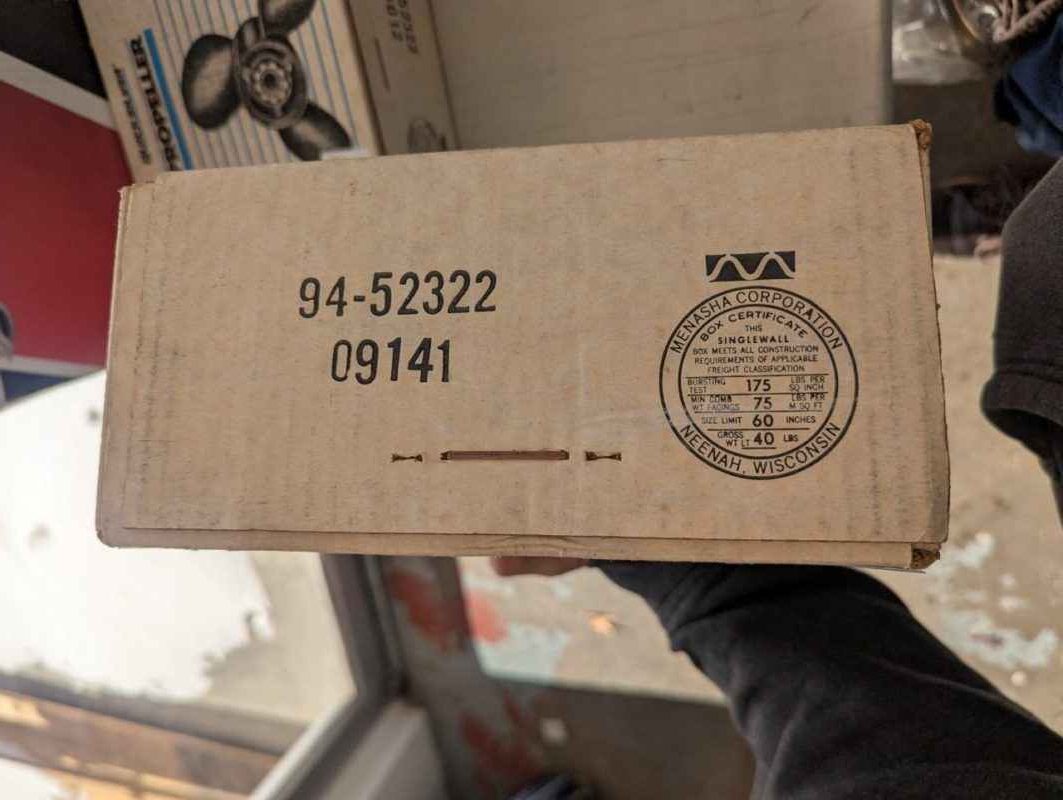 PROPELLER
94-52322
09141
MENASHA CORPORATION
BOX CERTIFICATE
THIS
SINGLEWALL
BOX MEETS ALL CONSTRUCTION
REQUIREMENTS OF APPLICABLE
FREIGHT CLASSIFICATION
BURSTING TEST 175 LBS PER SQ INCH
MIN COMB WT FACINGS 75 LBS PER M SQ FT
SIZE LIMIT 60 INCHES
GROSS WT LT 40 LBS
NEENAH, WISCONSIN